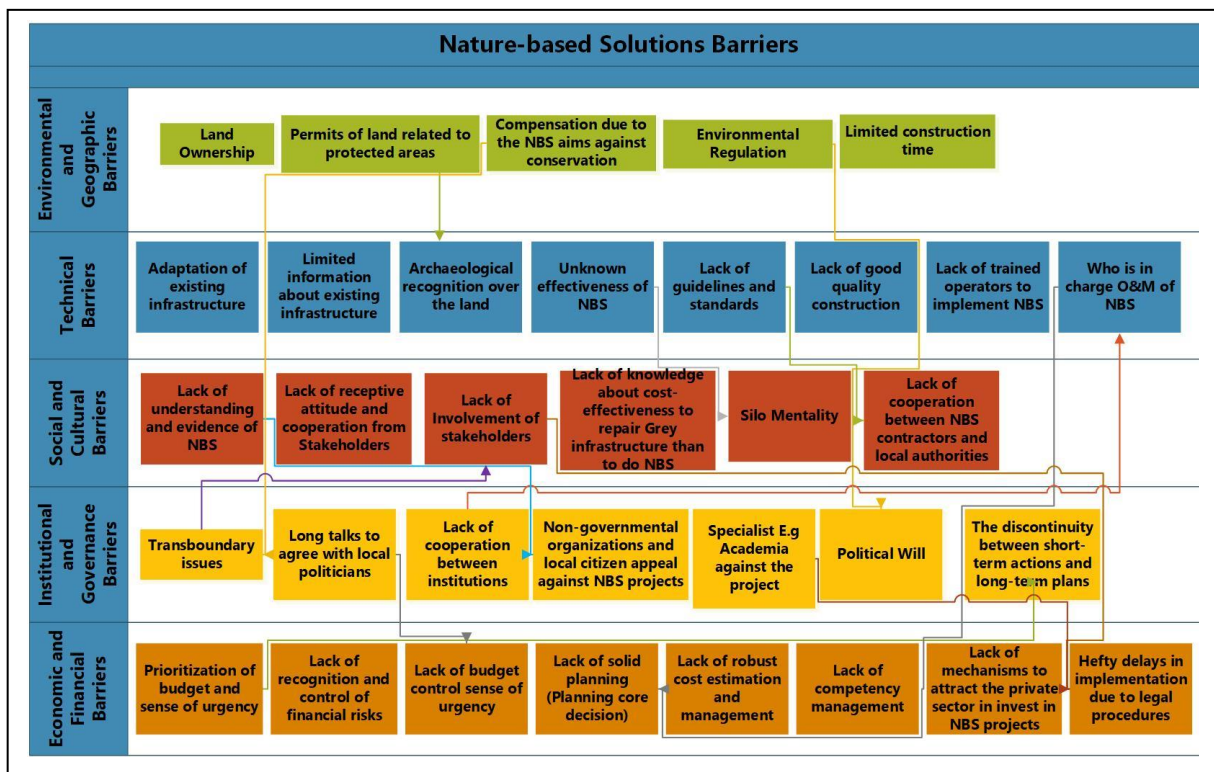 Nature-based Solutions Barriers
Environmental
and
Geographic
Barriers
Land
Ownership
Permits of land related to
protected areas
Compensation due to
the NBS aims against
conservation
Environmental
Regulation
Limited construction
time
Technical
Barriers
Adaptation of
existing
infrastructure
Limited
information
about existing
infrastructure
Archaeological
recognition over
the land
Unknown
effectiveness of
NBS
Lack of
guidelines and
standards
Lack of good
quality
construction
Lack of trained
operators to
implement NBS
Who is in
charge O&M of
NBS
Social and
Cultural
Barriers
Lack of
understanding
and evidence of
NBS
Lack of receptive
attitude and
cooperation from
Stakeholders
Lack of
Involvement of
stakeholders
Lack of knowledge
about cost-
effectiveness to
repair Grey
infrastructure than
to do NBS
Silo Mentality
Lack of
cooperation
between NBS
contractors and
local authorities
Institutional
and
Governance
Barriers
Transboundary
issues
Long talks to
agree with local
politicians
Lack of
cooperation
between
institutions
Non-governmental
organizations and
local citizen appeal
against NBS projects
Specialist E.g
Academia
against the
project
Political Will
The discontinuity
between short-
term actions and
long-term plans
Economic and
Financial
Barriers
Prioritization of
budget and
sense of urgency
Lack of
recognition and
control of
financial risks
Lack of budget
control sense of
urgency
Lack of solid
planning
(Planning core
decision)
Lack of robust
cost estimation
and
management
Lack of
competency
management
Lack of
mechanisms to
attract the private
sector in invest in
NBS projects
Hefty delays in
implementation
due to legal
procedures